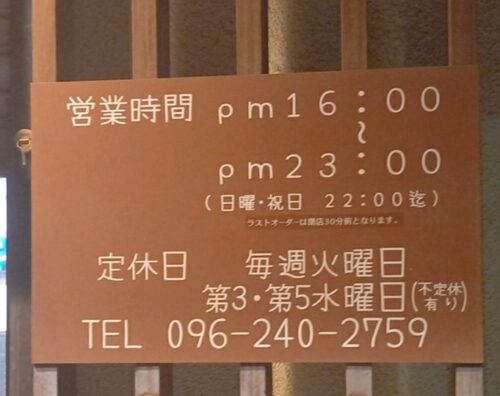 営業時間 pm16:00
~
pm23:00
(日曜・祝日 22:00迄)
ラストオーダーは閉店30分前となります。
定休日 毎週火曜日
第3・第5水曜日(不定休有り)
TEL 096-240-2759